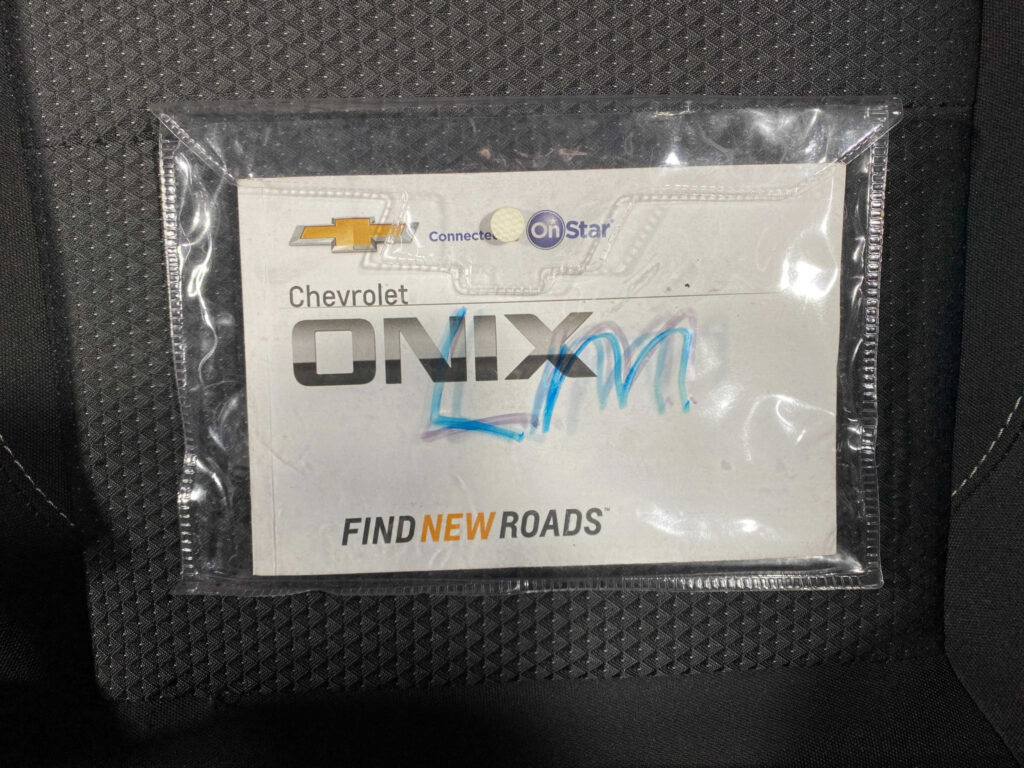 Connected OnStar
Chevrolet
ONIX
Lm
FIND NEW ROADS™